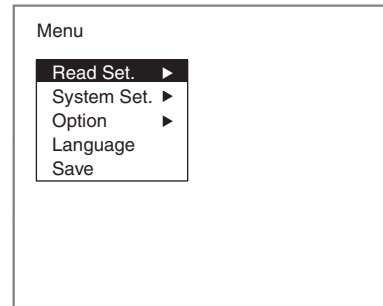 Menu
Read Set. ▶
System Set. ▶
Option ▶
Language
Save